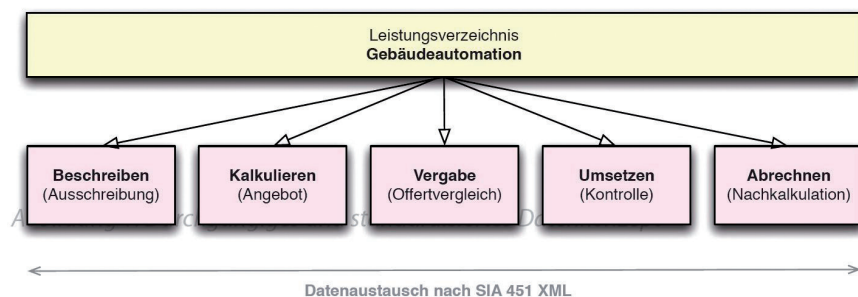 Leistungsverzeichnis
Gebäudeautomation
Beschreiben
(Ausschreibung)
Kalkulieren
(Angebot)
Vergabe
(Offertvergleich)
Umsetzen
(Kontrolle)
Abrechnen
(Nachkalkulation)
Datenaustausch nach SIA 451 XML